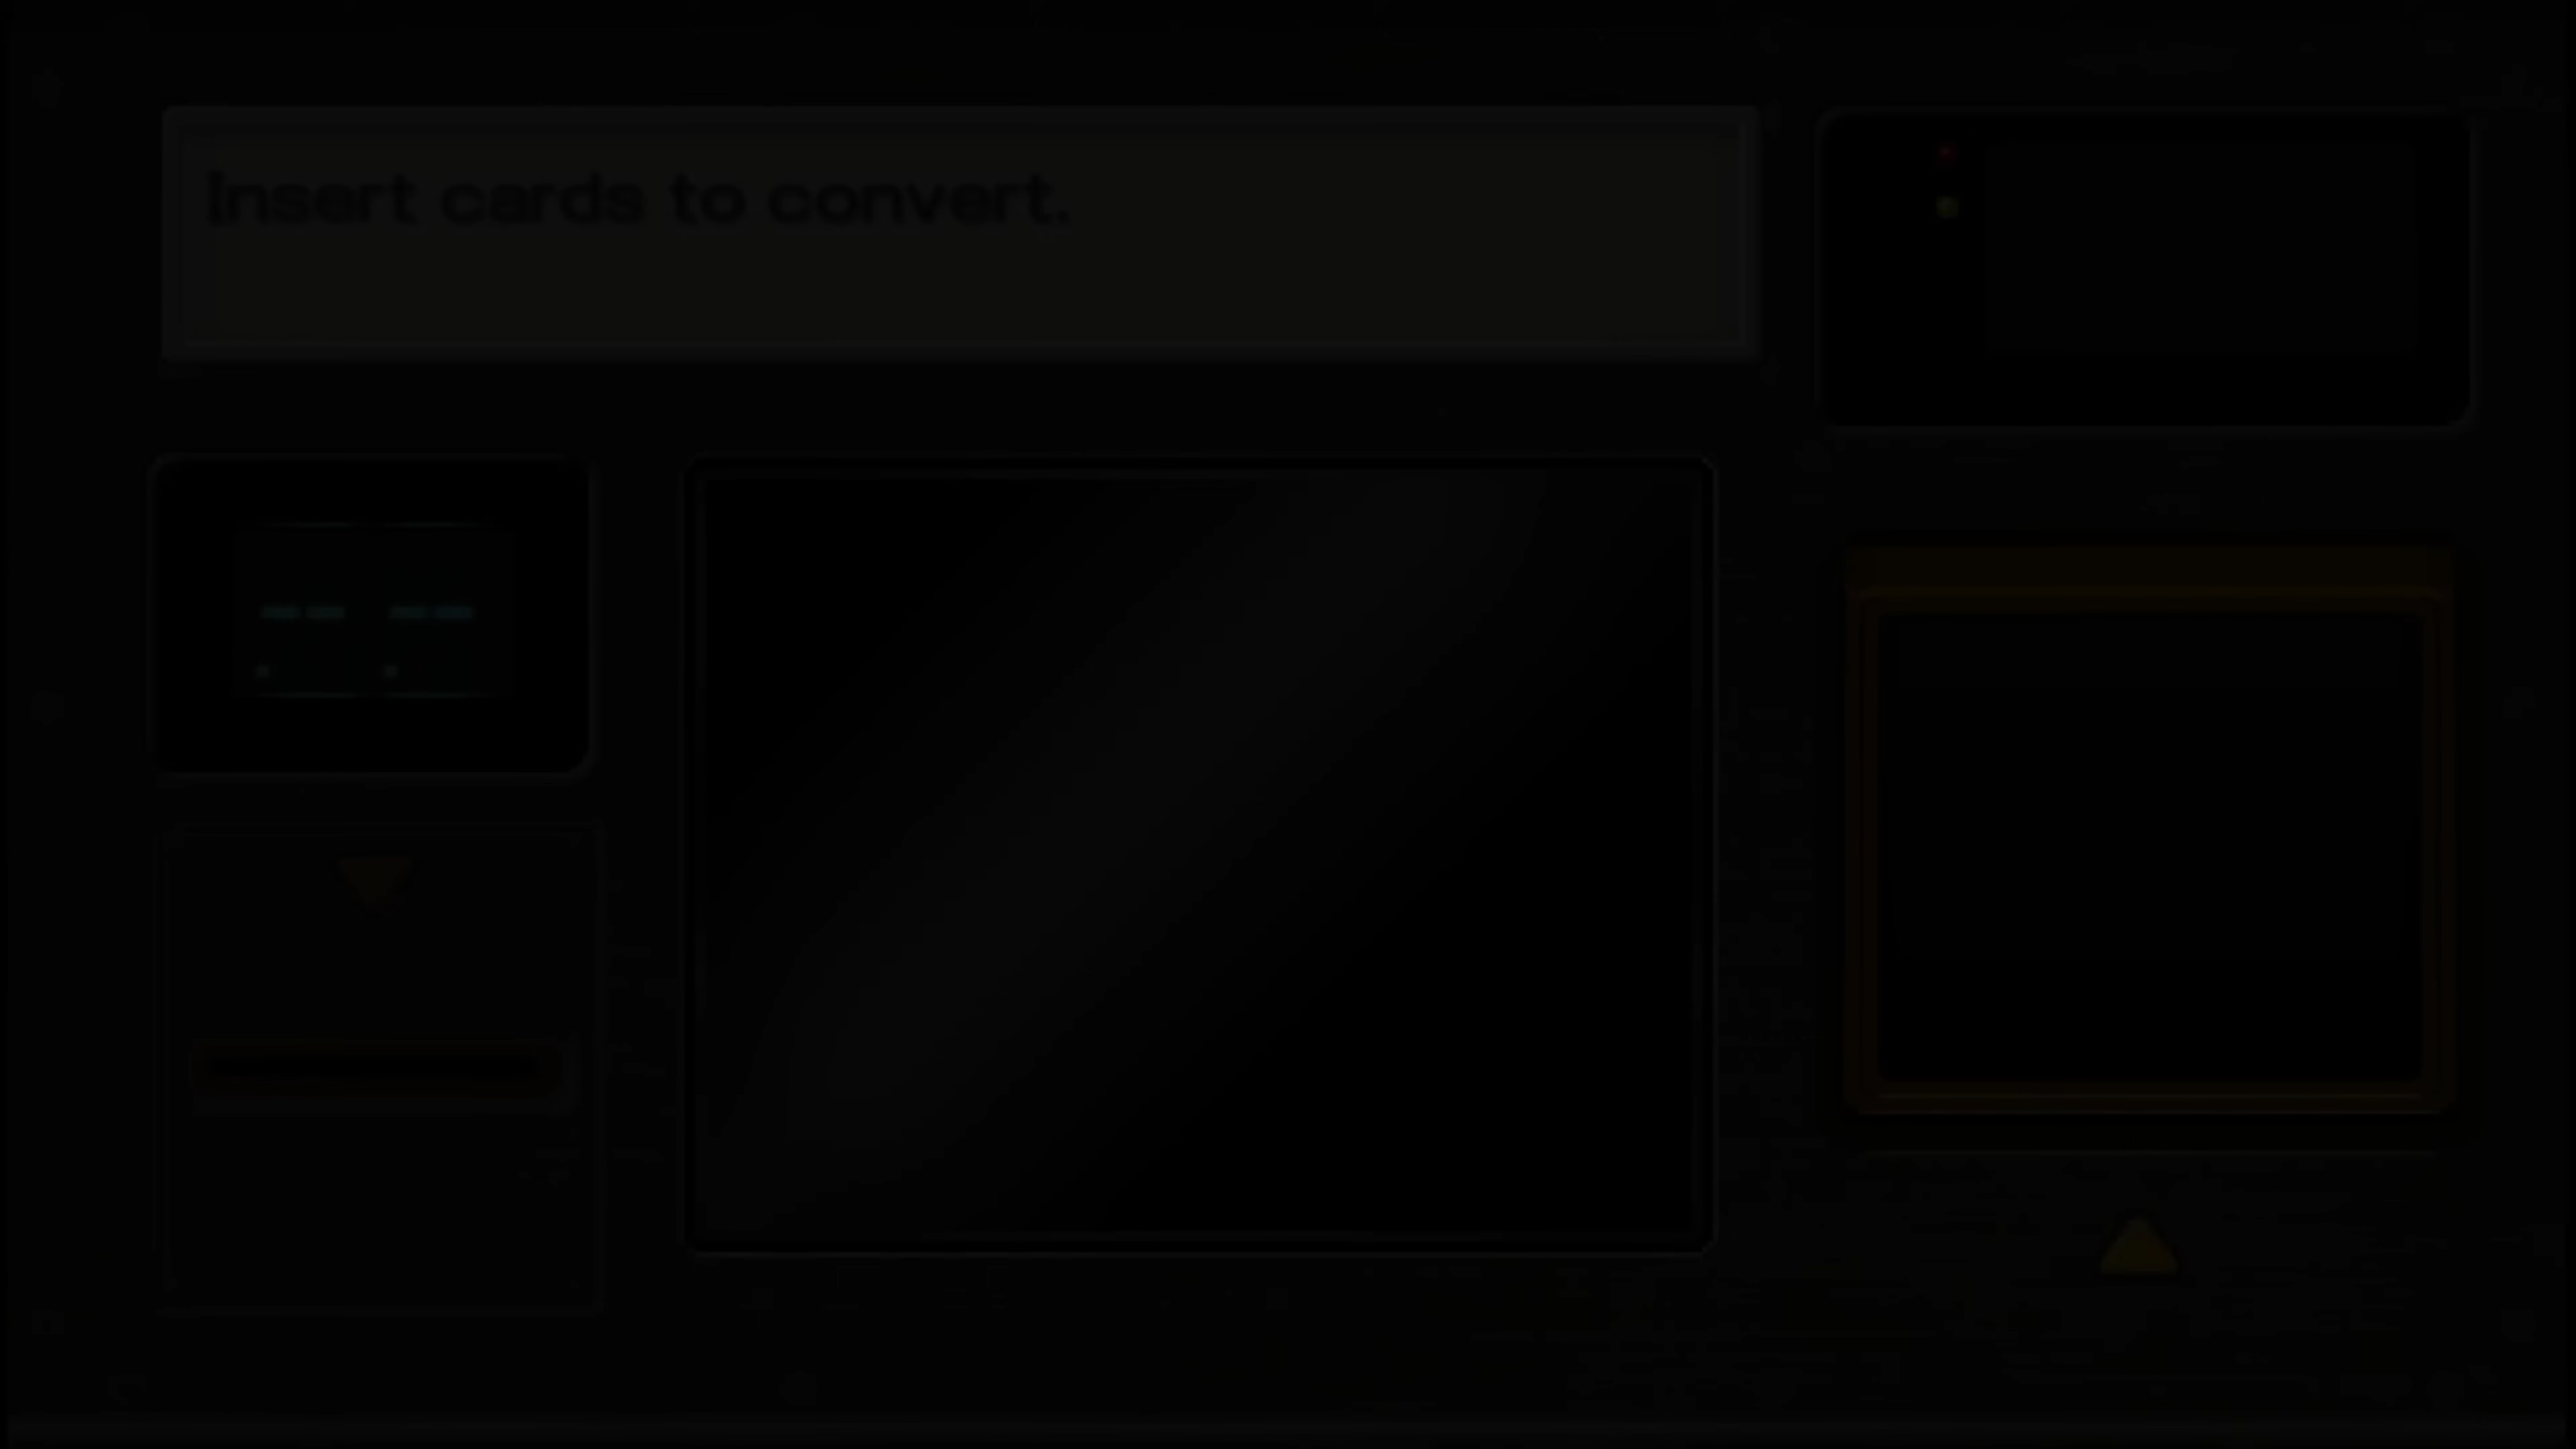 Insert cards to convert.
-- --